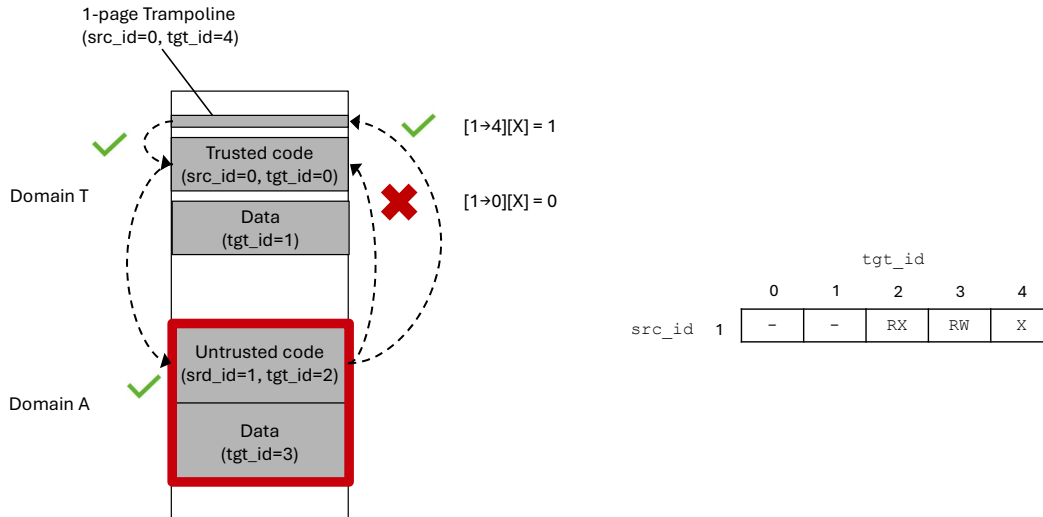 1-page Trampoline
(src_id=0, tgt_id=4)
[1→4][X] = 1
Trusted code
(src_id=0, tgt_id=0)
Domain T
[1→0][X] = 0
Data
(tgt_id=1)
tgt_id
0 1 2 3 4
src_id 1 - - RX RW X
Untrusted code
(srd_id=1, tgt_id=2)
Domain A
Data
(tgt_id=3)